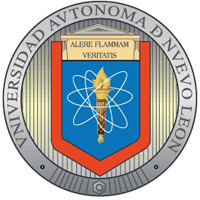 VNIVERSIDAD AVTONOMA D NVEVO LEON
ALERE FLAMMAM
VERITATIS